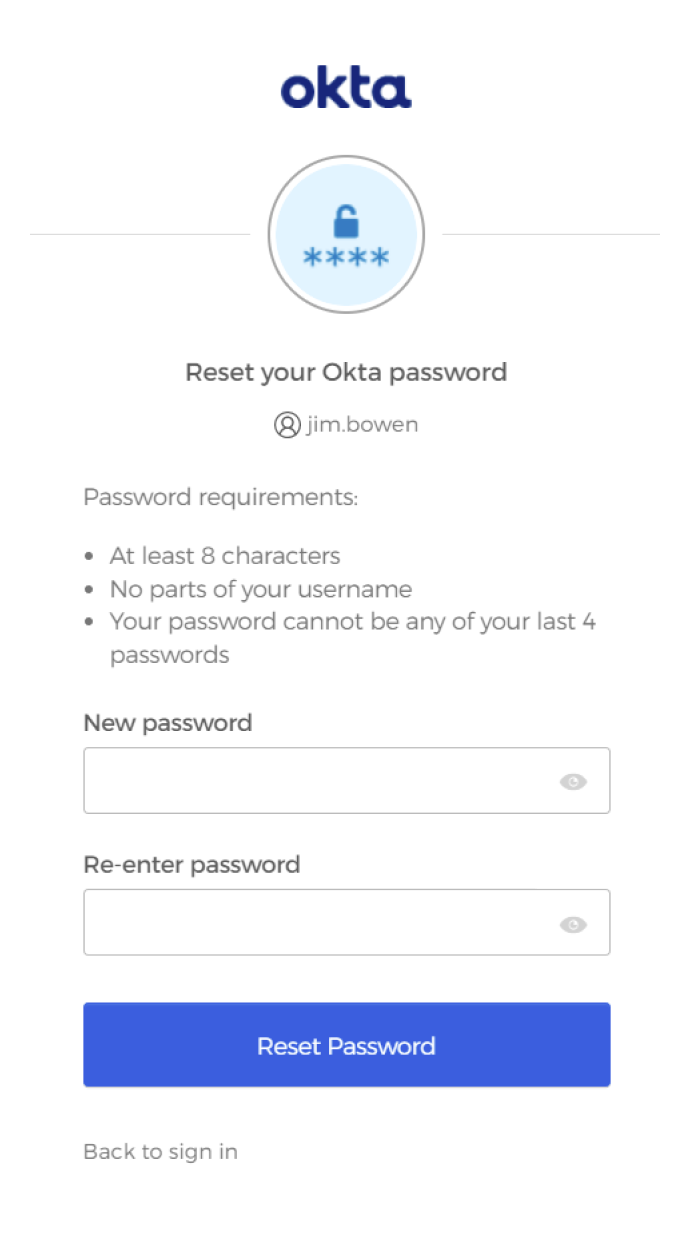 okta
****
Reset your Okta password
jim.bowen
Password requirements:
• At least 8 characters
• No parts of your username
• Your password cannot be any of your last 4
passwords
New password
Re-enter password
Reset Password
Back to sign in